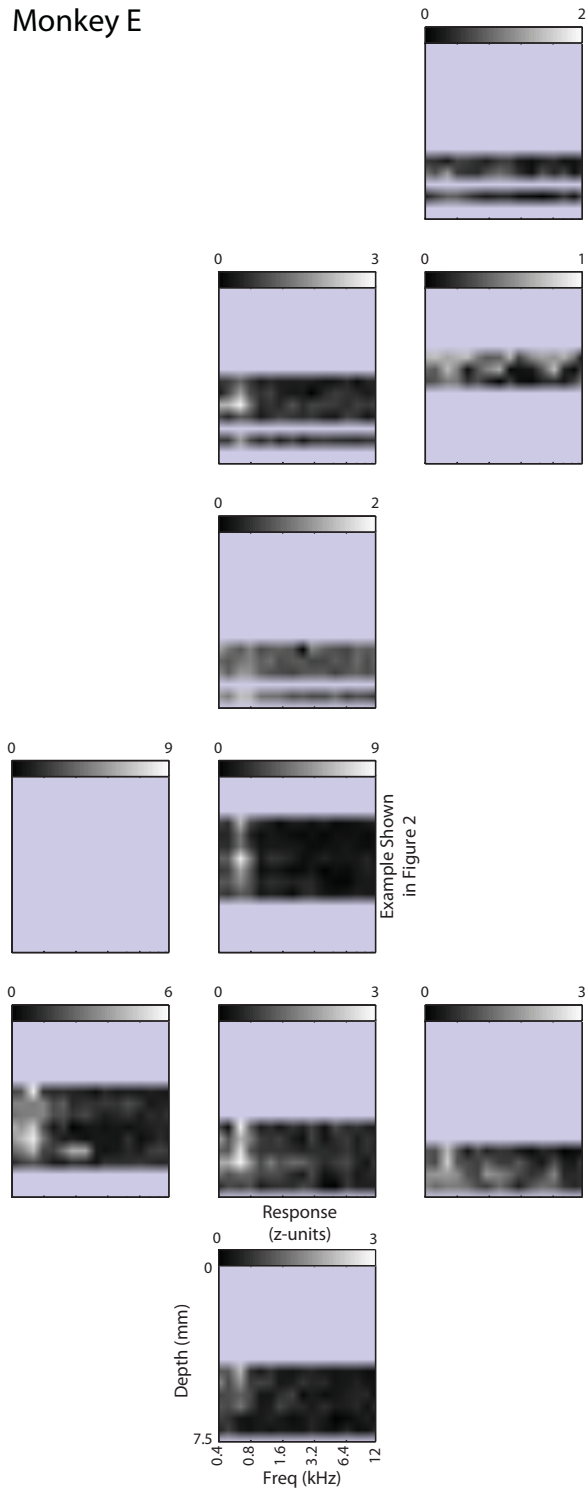 Monkey E
0 2
0 3
0 1
0 2
0 9
0 9
Example Shown
in Figure 2
0 6
0 3
0 3
Response
(z-units)
0 3
0
Depth (mm)
7.5
0.4 0.8 1.6 3.2 6.4 12
Freq (kHz)